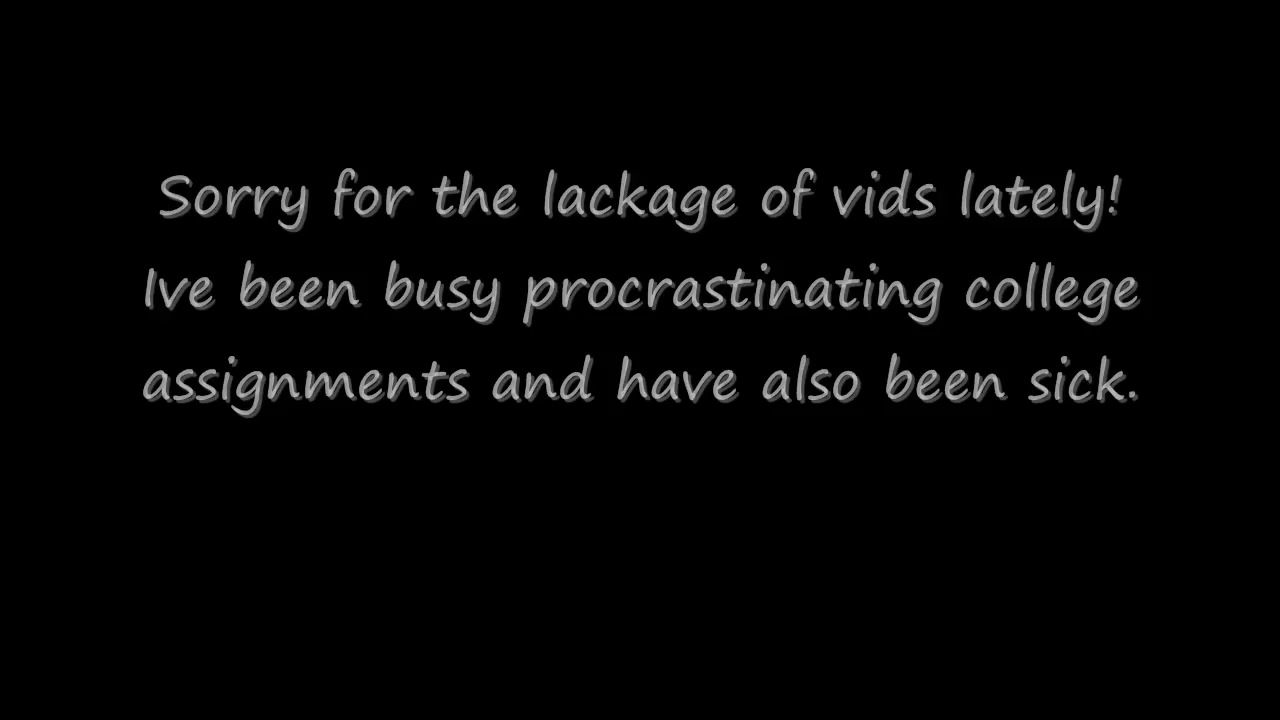 Sorry for the lackage of vids lately!
Ive been busy procrastinating college
assignments and have also been sick.